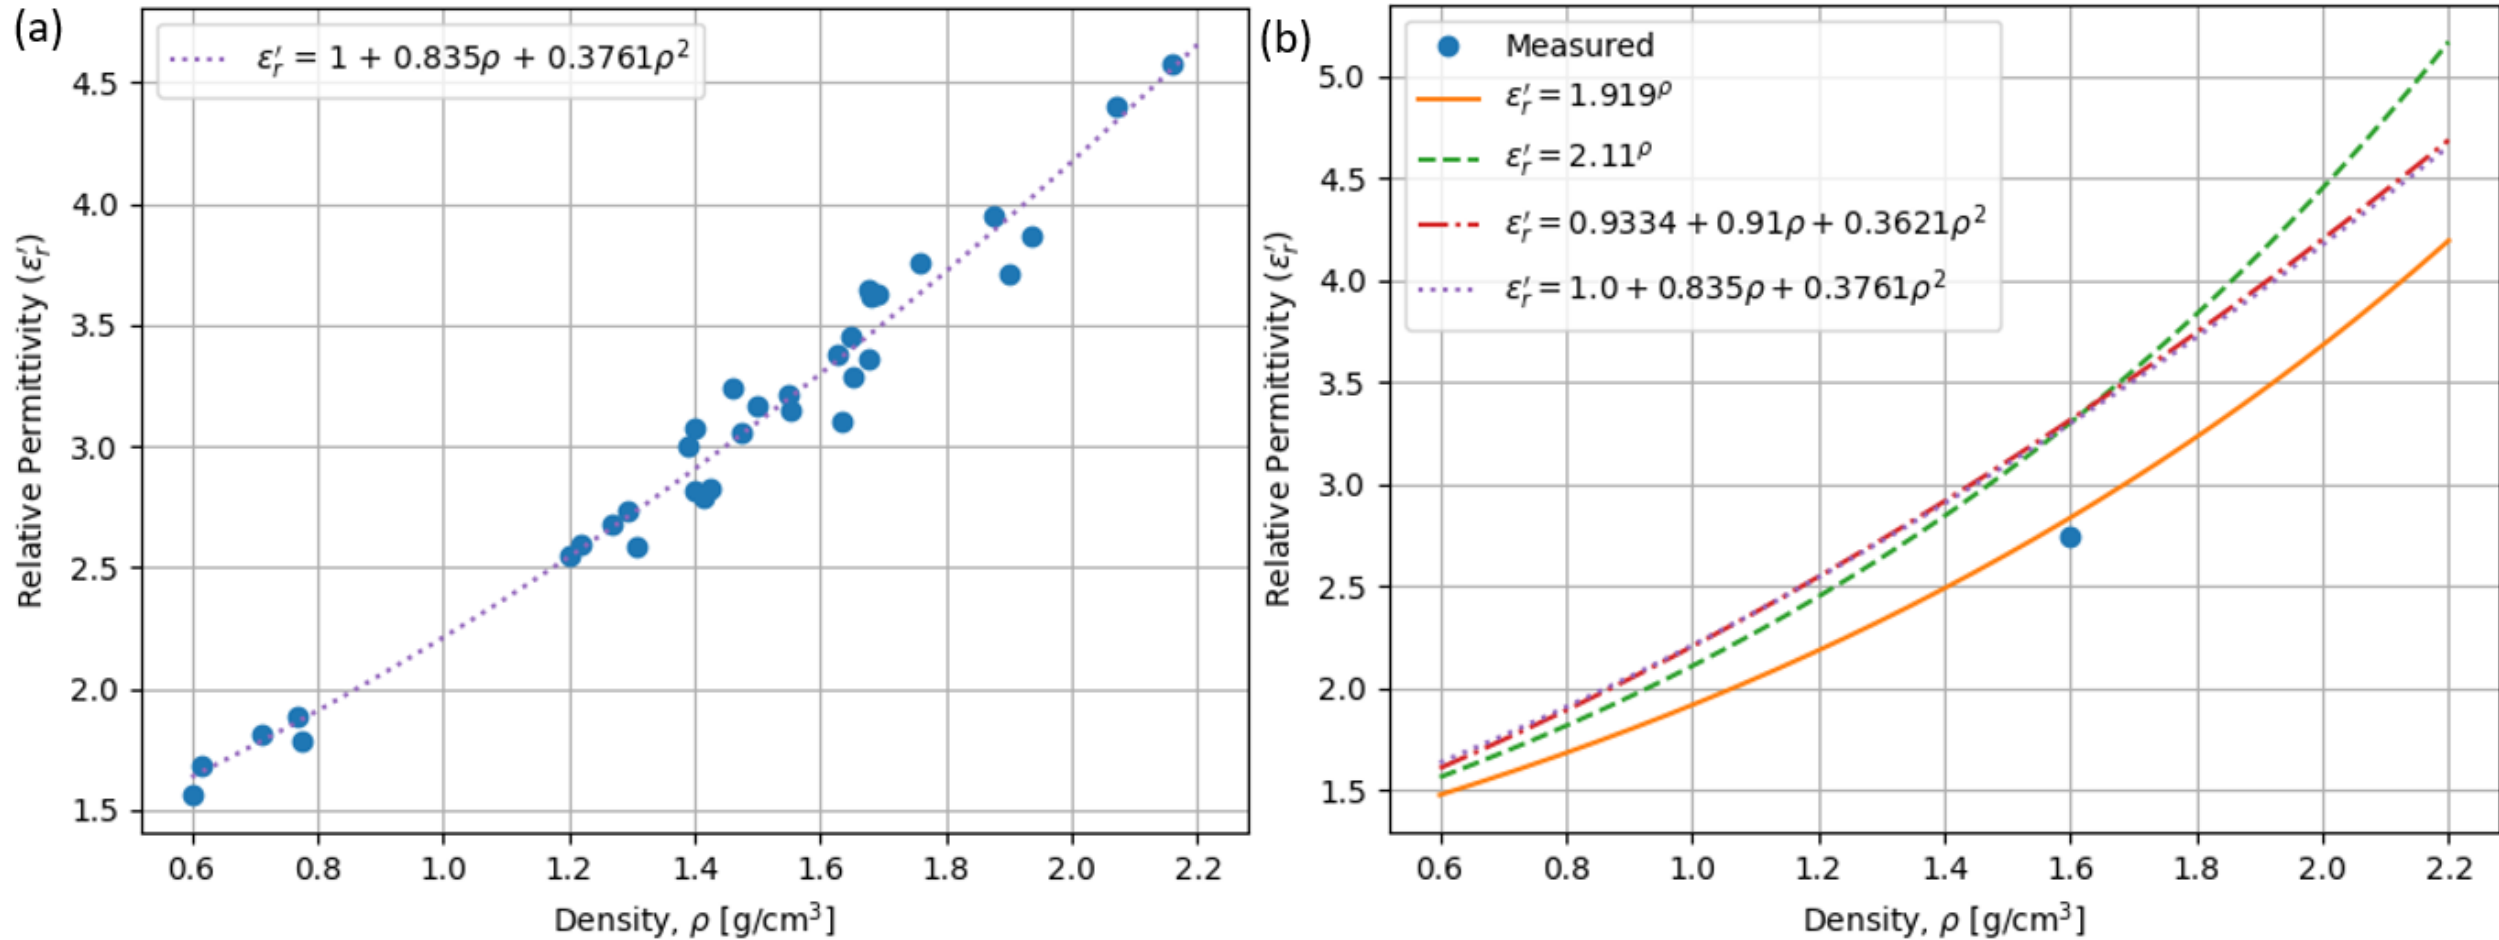 (a)
ε′r = 1 + 0.835ρ + 0.3761ρ²
4.5
4.0
3.5
3.0
2.5
2.0
1.5
Relative Permittivity (ε′r)
0.6 0.8 1.0 1.2 1.4 1.6 1.8 2.0 2.2
Density, ρ [g/cm³]
(b)
Measured
ε′r = 1.919^ρ
ε′r = 2.11^ρ
ε′r = 0.9334 + 0.91ρ + 0.3621ρ²
ε′r = 1.0 + 0.835ρ + 0.3761ρ²
5.0
4.5
4.0
3.5
3.0
2.5
2.0
1.5
Relative Permittivity (ε′r)
0.6 0.8 1.0 1.2 1.4 1.6 1.8 2.0 2.2
Density, ρ [g/cm³]